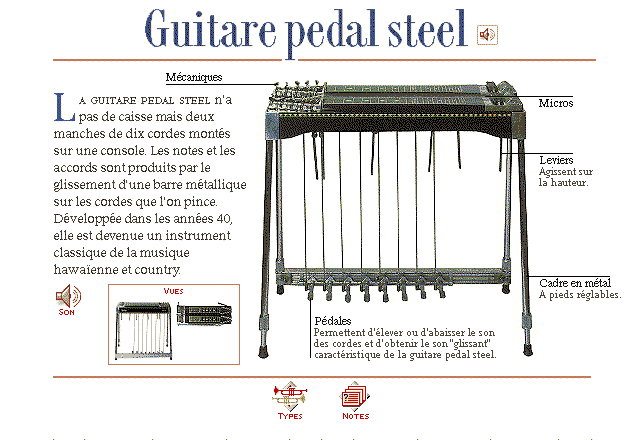 Guitare pedal steel
Mécaniques
LA GUITARE PEDAL STEEL n'a
pas de caisse mais deux
manches de dix cordes montés
sur une console. Les notes et les
accords sont produits par le
glissement d'une barre métallique
sur les cordes que l'on pince.
Développée dans les années 40,
elle est devenue un instrument
classique de la musique
hawaïenne et country.
Micros
Leviers
Agissent sur
la hauteur.
Cadre en métal
A pieds réglables.
Pédales
Permettent d'élever ou d'abaisser le son
des cordes et d'obtenir le son "glissant"
caractéristique de la guitare pedal steel.
SON
VUES
TYPES
NOTES